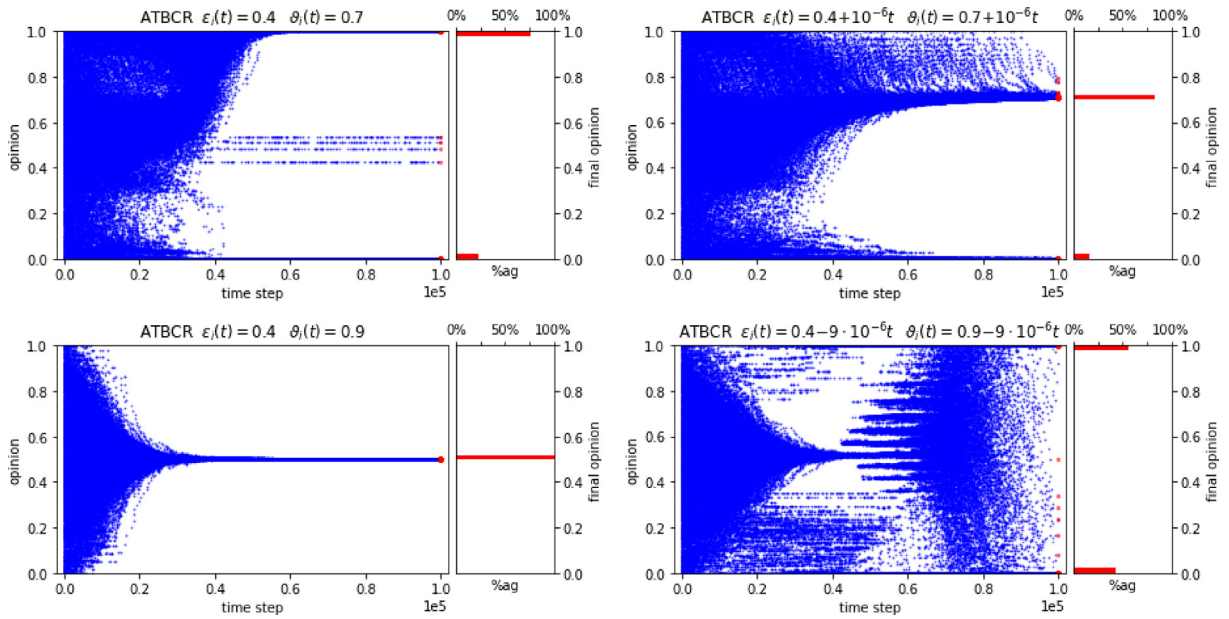 ATBCR εᵢ(t) = 0.4 ϑᵢ(t) = 0.7
0% 50% 100%
1.0
0.8
0.6
0.4
0.2
0.0
opinion
0.0 0.2 0.4 0.6 0.8 1.0
1e5
time step
%ag
1.0
0.8
0.6
0.4
0.2
0.0
final opinion
ATBCR εᵢ(t) = 0.4+10⁻⁶t ϑᵢ(t) = 0.7+10⁻⁶t
0% 50% 100%
1.0
0.8
0.6
0.4
0.2
0.0
opinion
0.0 0.2 0.4 0.6 0.8 1.0
1e5
time step
%ag
1.0
0.8
0.6
0.4
0.2
0.0
final opinion
ATBCR εᵢ(t) = 0.4 ϑᵢ(t) = 0.9
0% 50% 100%
1.0
0.8
0.6
0.4
0.2
0.0
opinion
0.0 0.2 0.4 0.6 0.8 1.0
1e5
time step
%ag
1.0
0.8
0.6
0.4
0.2
0.0
final opinion
ATBCR εᵢ(t) = 0.4−9 · 10⁻⁶t ϑᵢ(t) = 0.9−9 · 10⁻⁶t
0% 50% 100%
1.0
0.8
0.6
0.4
0.2
0.0
opinion
0.0 0.2 0.4 0.6 0.8 1.0
1e5
time step
%ag
1.0
0.8
0.6
0.4
0.2
0.0
final opinion